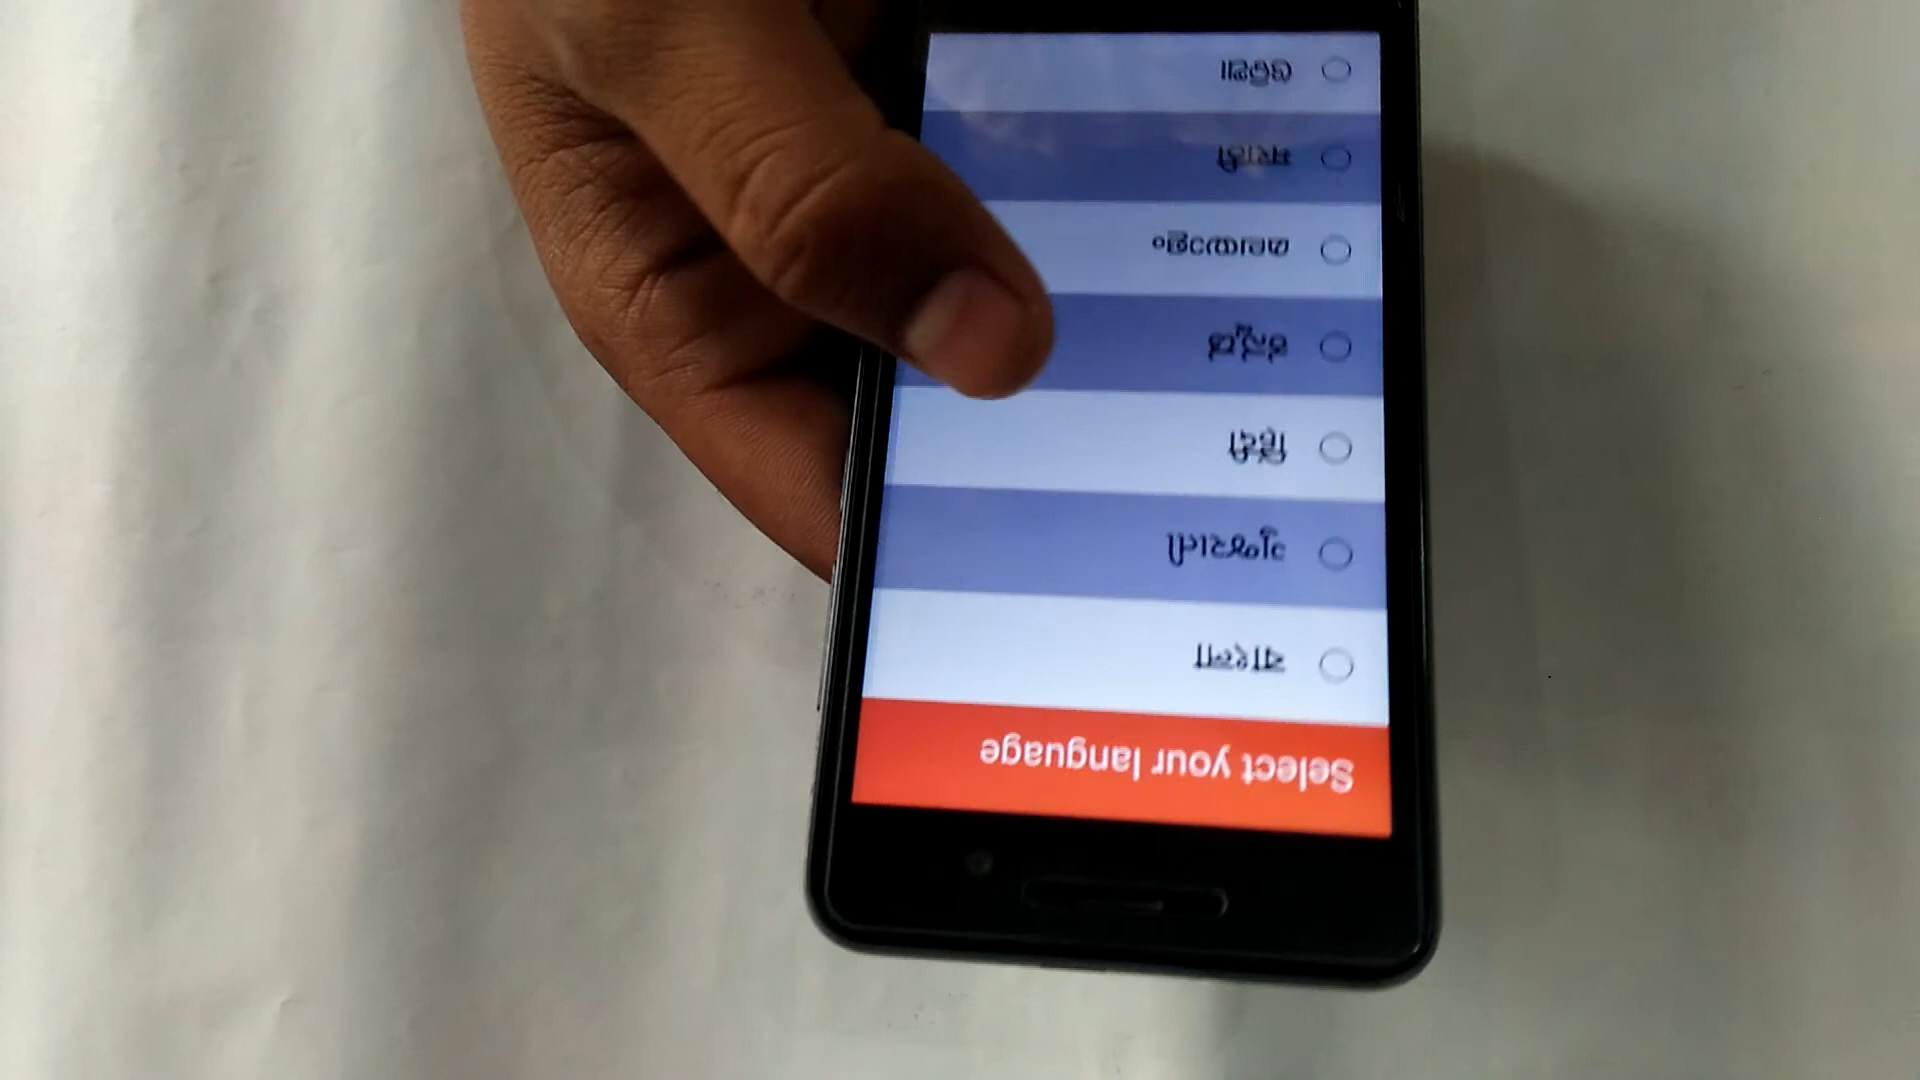 Select your language
বাংলা
ગુજરાતી
हिंदी
ಕನ್ನಡ
മലയാളം
मराठी
ଓଡ଼ିଆ